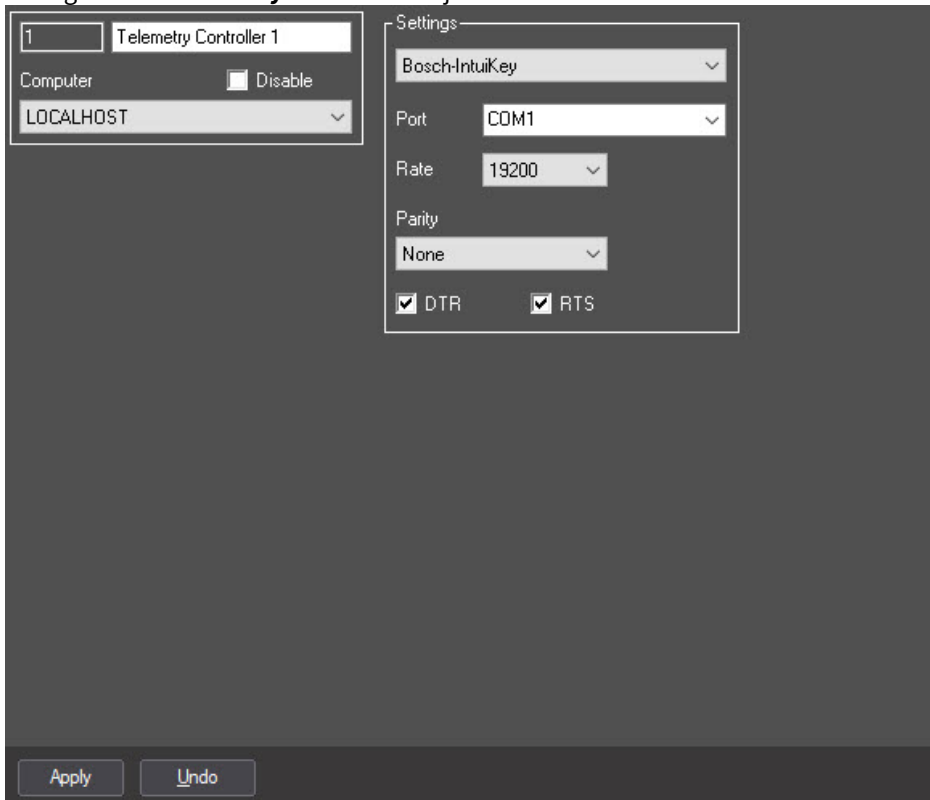 1
Telemetry Controller 1
Computer
Disable
LOCALHOST
Settings
Bosch-IntuiKey
Port
COM1
Rate
19200
Parity
None
DTR
RTS
Apply
Undo